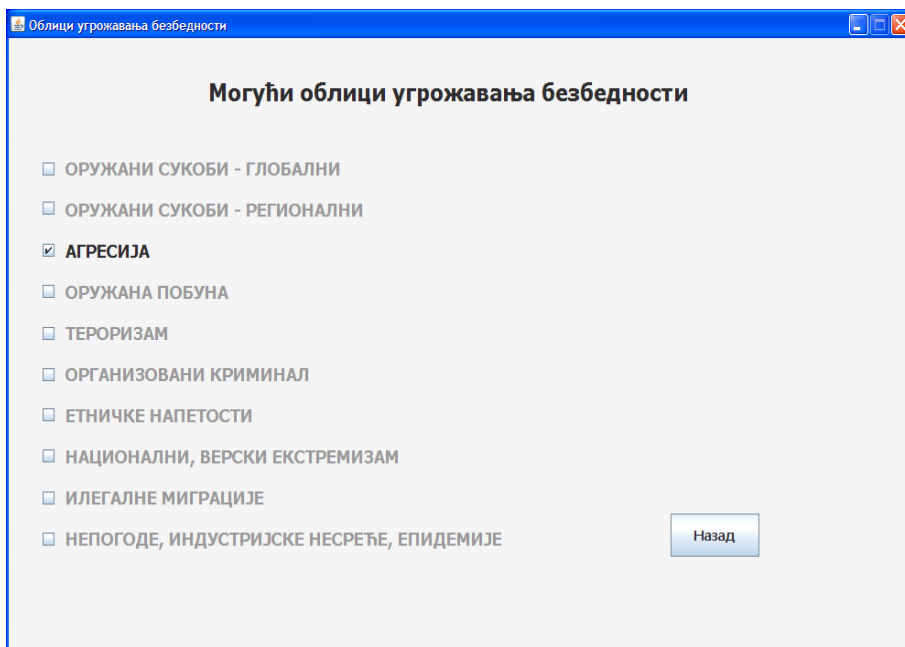 Облици угрожавања безбедности
Могући облици угрожавања безбедности
ОРУЖАНИ СУКОБИ - ГЛОБАЛНИ
ОРУЖАНИ СУКОБИ - РЕГИОНАЛНИ
АГРЕСИЈА
ОРУЖАНА ПОБУНА
ТЕРОРИЗАМ
ОРГАНИЗОВАНИ КРИМИНАЛ
ЕТНИЧКЕ НАПЕТОСТИ
НАЦИОНАЛНИ, ВЕРСКИ ЕКСТРЕМИЗАМ
ИЛЕГАЛНЕ МИГРАЦИЈЕ
НЕПОГОДЕ, ИНДУСТРИЈСКЕ НЕСРЕЋЕ, ЕПИДЕМИЈЕ
Назад